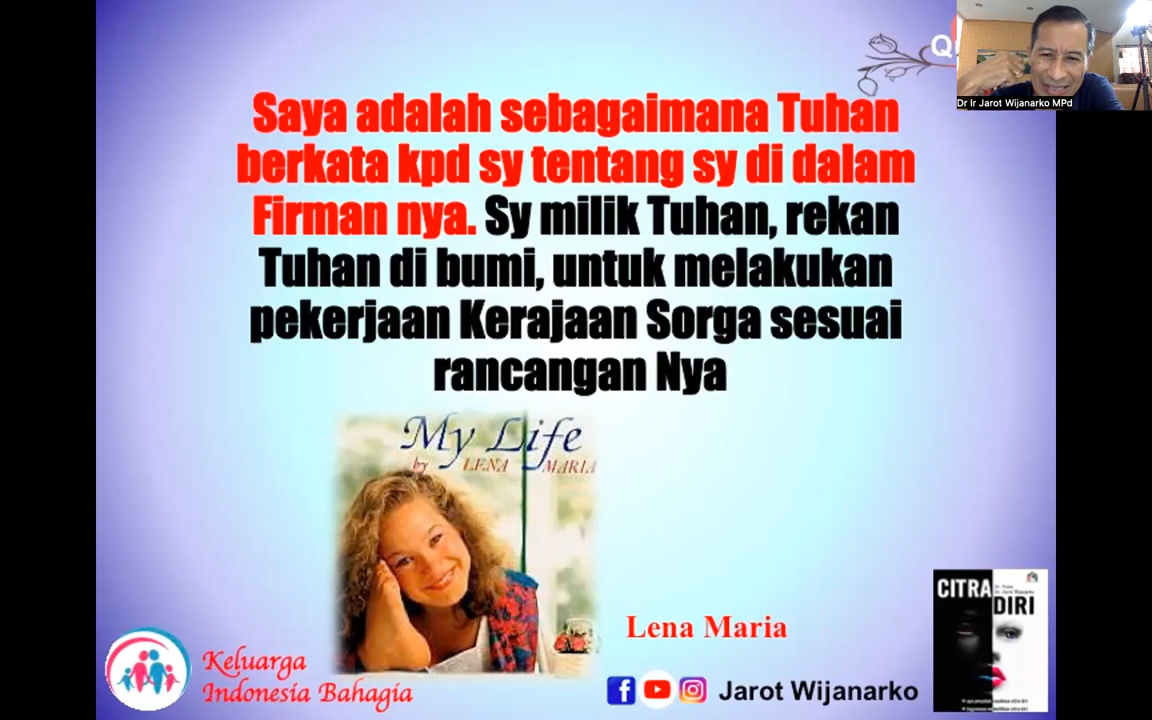 Saya adalah sebagaimana Tuhan
berkata kpd sy tentang sy di dalam
Firman nya. Sy milik Tuhan, rekan
Tuhan di bumi, untuk melakukan
pekerjaan Kerajaan Sorga sesuai
rancangan Nya
Dr Ir Jarot Wijanarko MPd
My Life
by LENA MARIA
Lena Maria
CITRA
DIRI
Keluarga
Indonesia Bahagia
Jarot Wijanarko